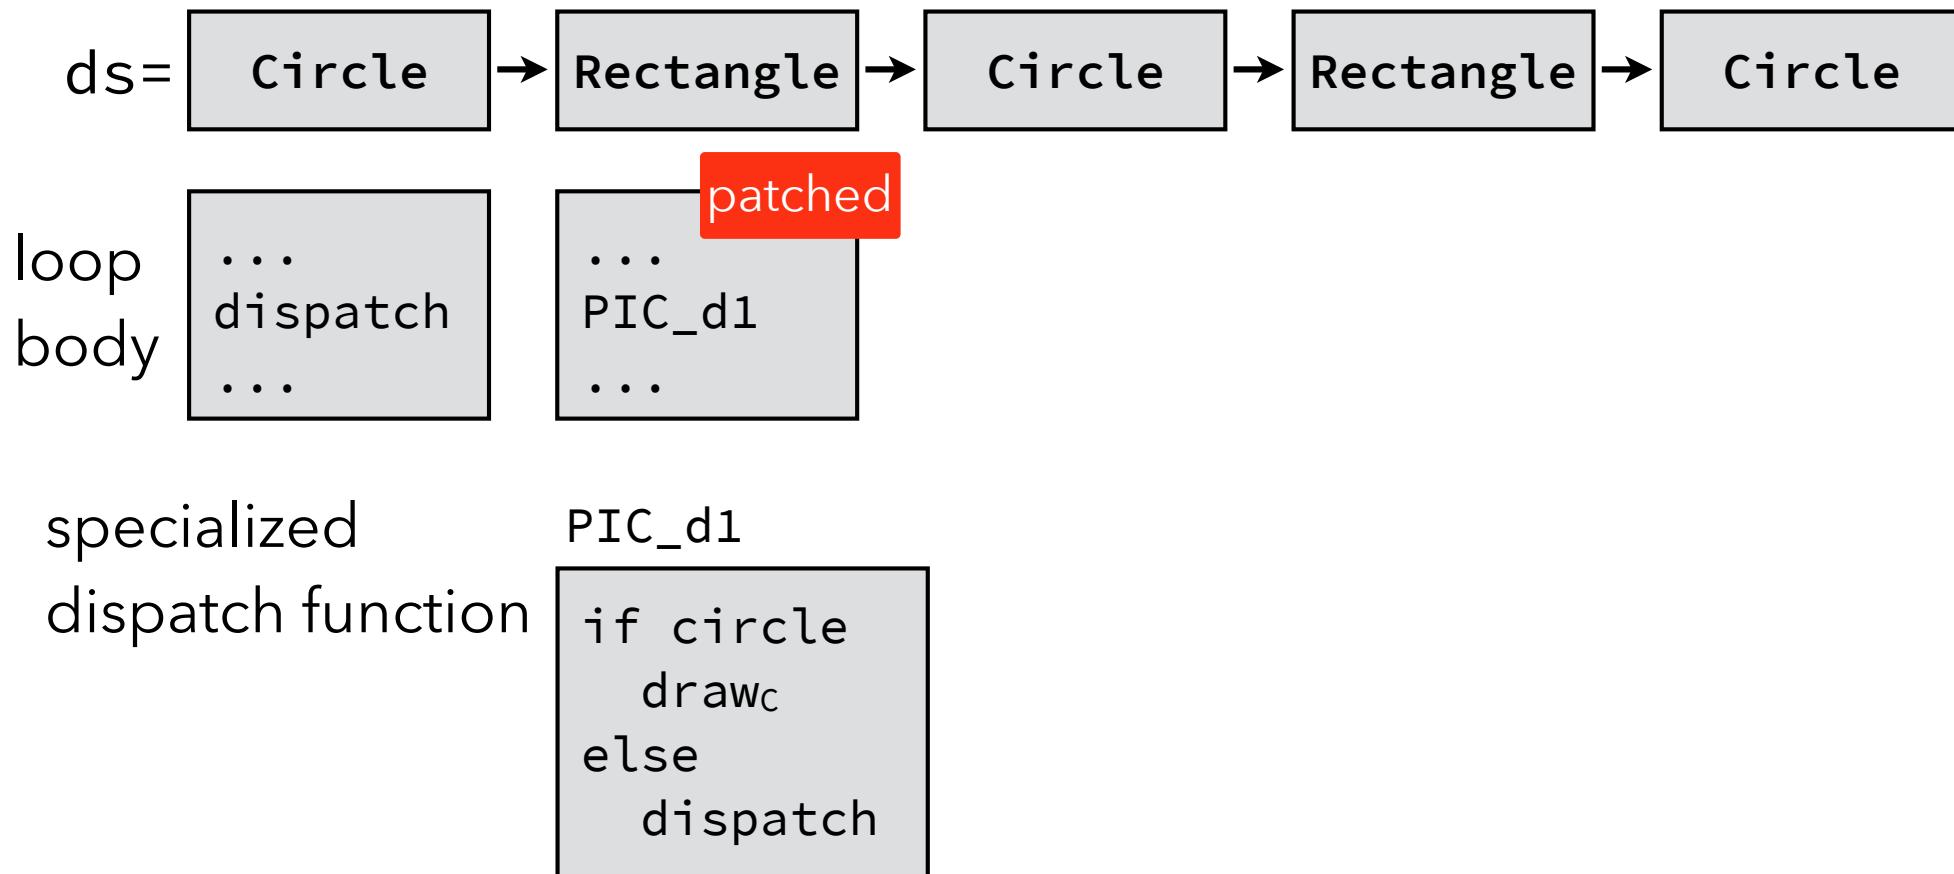 ds= Circle Rectangle Circle Rectangle Circle
patched
loop
body
...
dispatch
...
...
PIC_d1
...
specialized
dispatch function
PIC_d1
if circle
drawC
else
dispatch